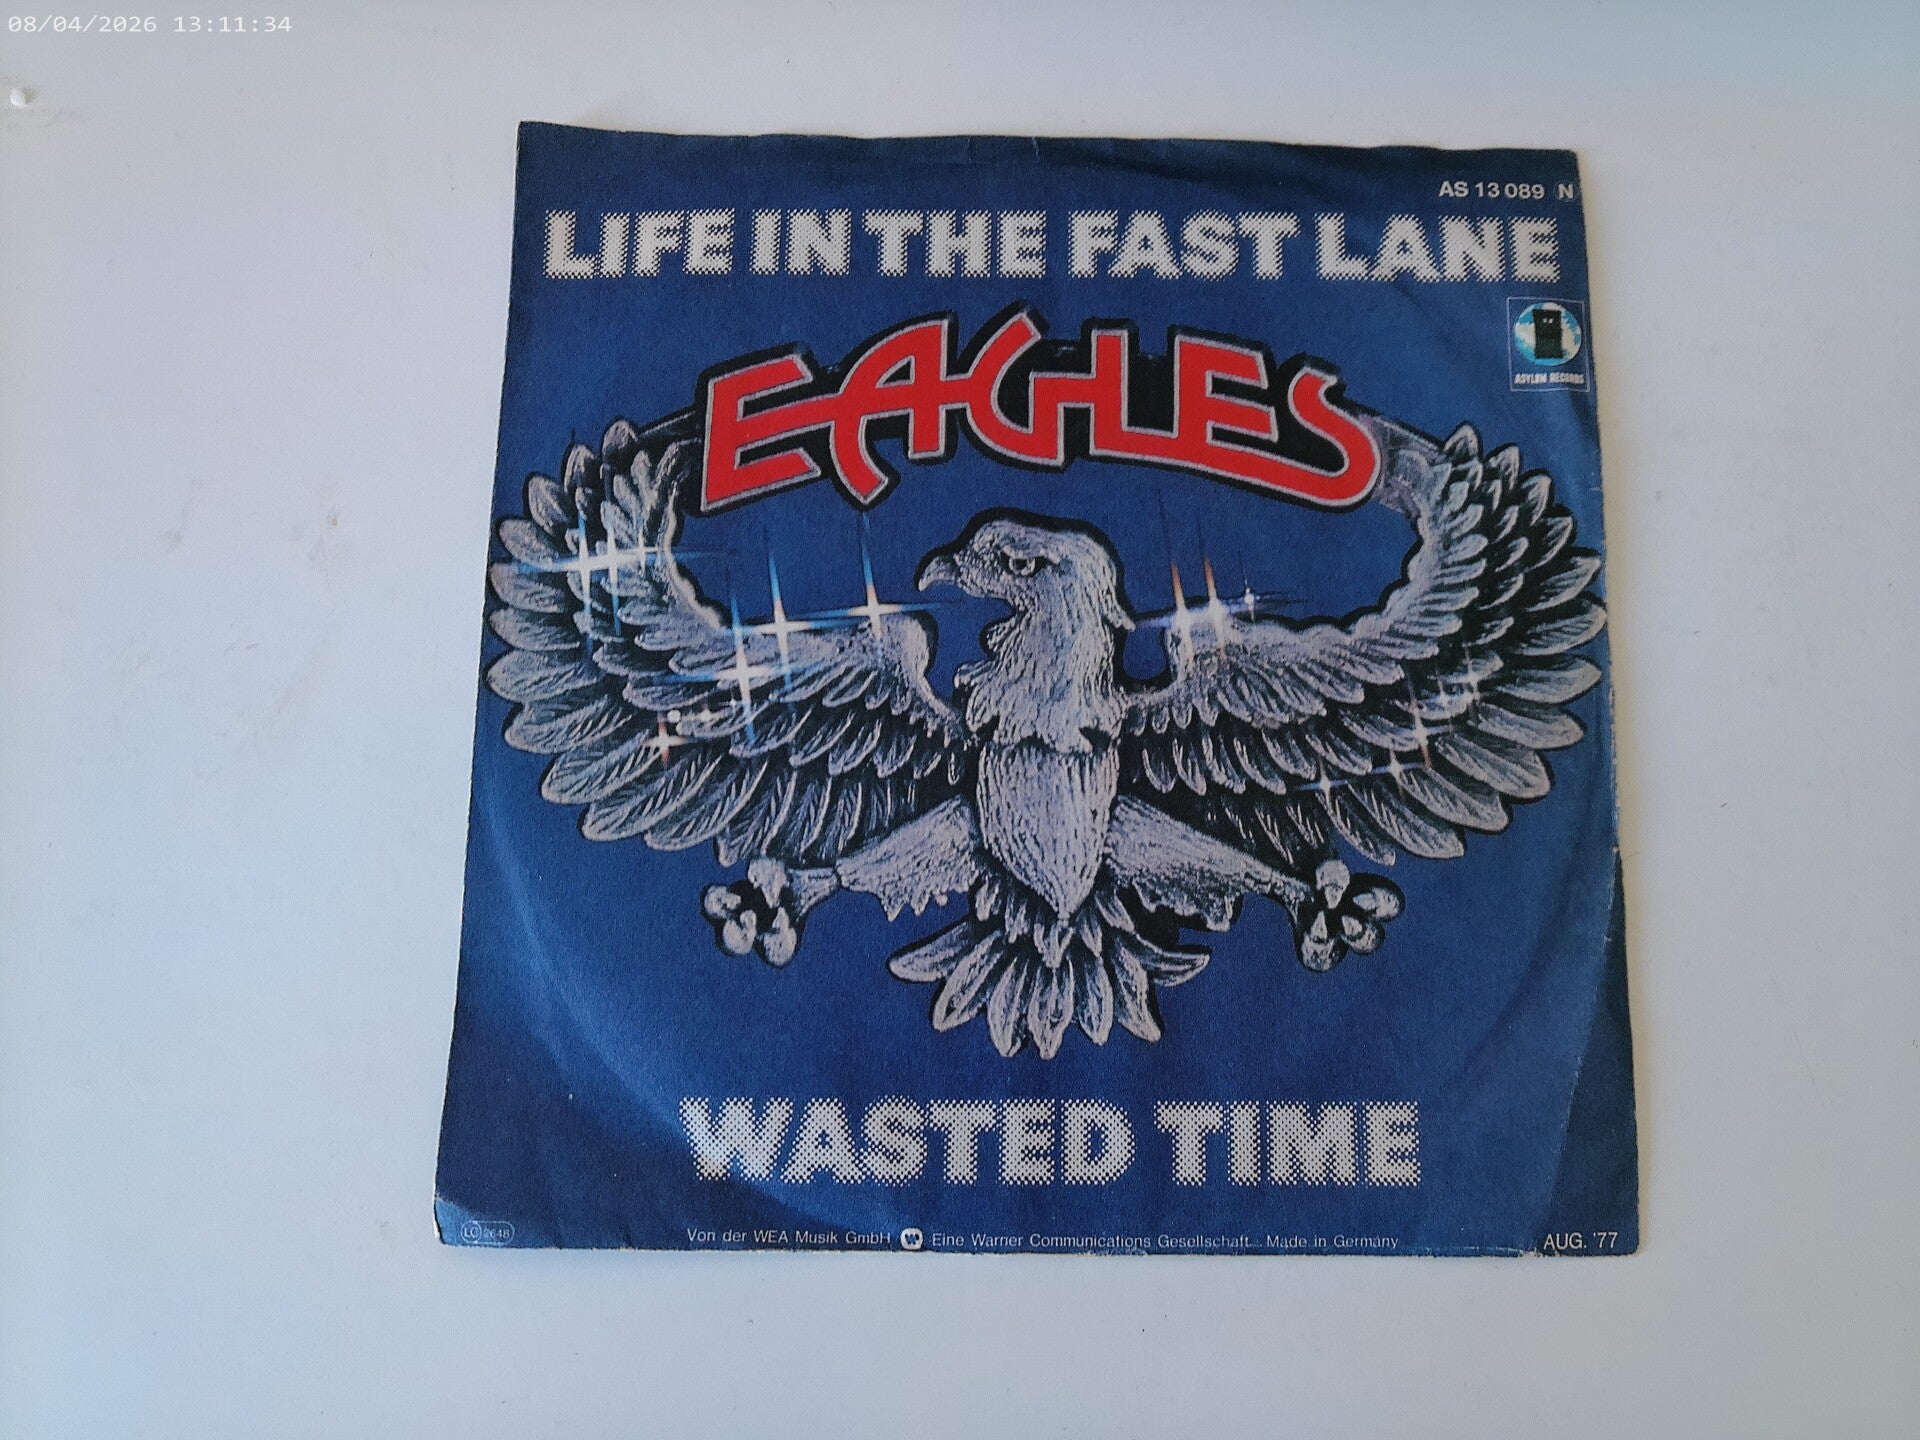 08/04/2026 13:11:34
AS 13 089 N
LIFE IN THE FAST LANE
ASYLUM RECORDS
EAGLES
WASTED TIME
LC 2648
Von der WEA Musik GmbH W Eine Warner Communications Gesellschaft Made in Germany
AUG. '77